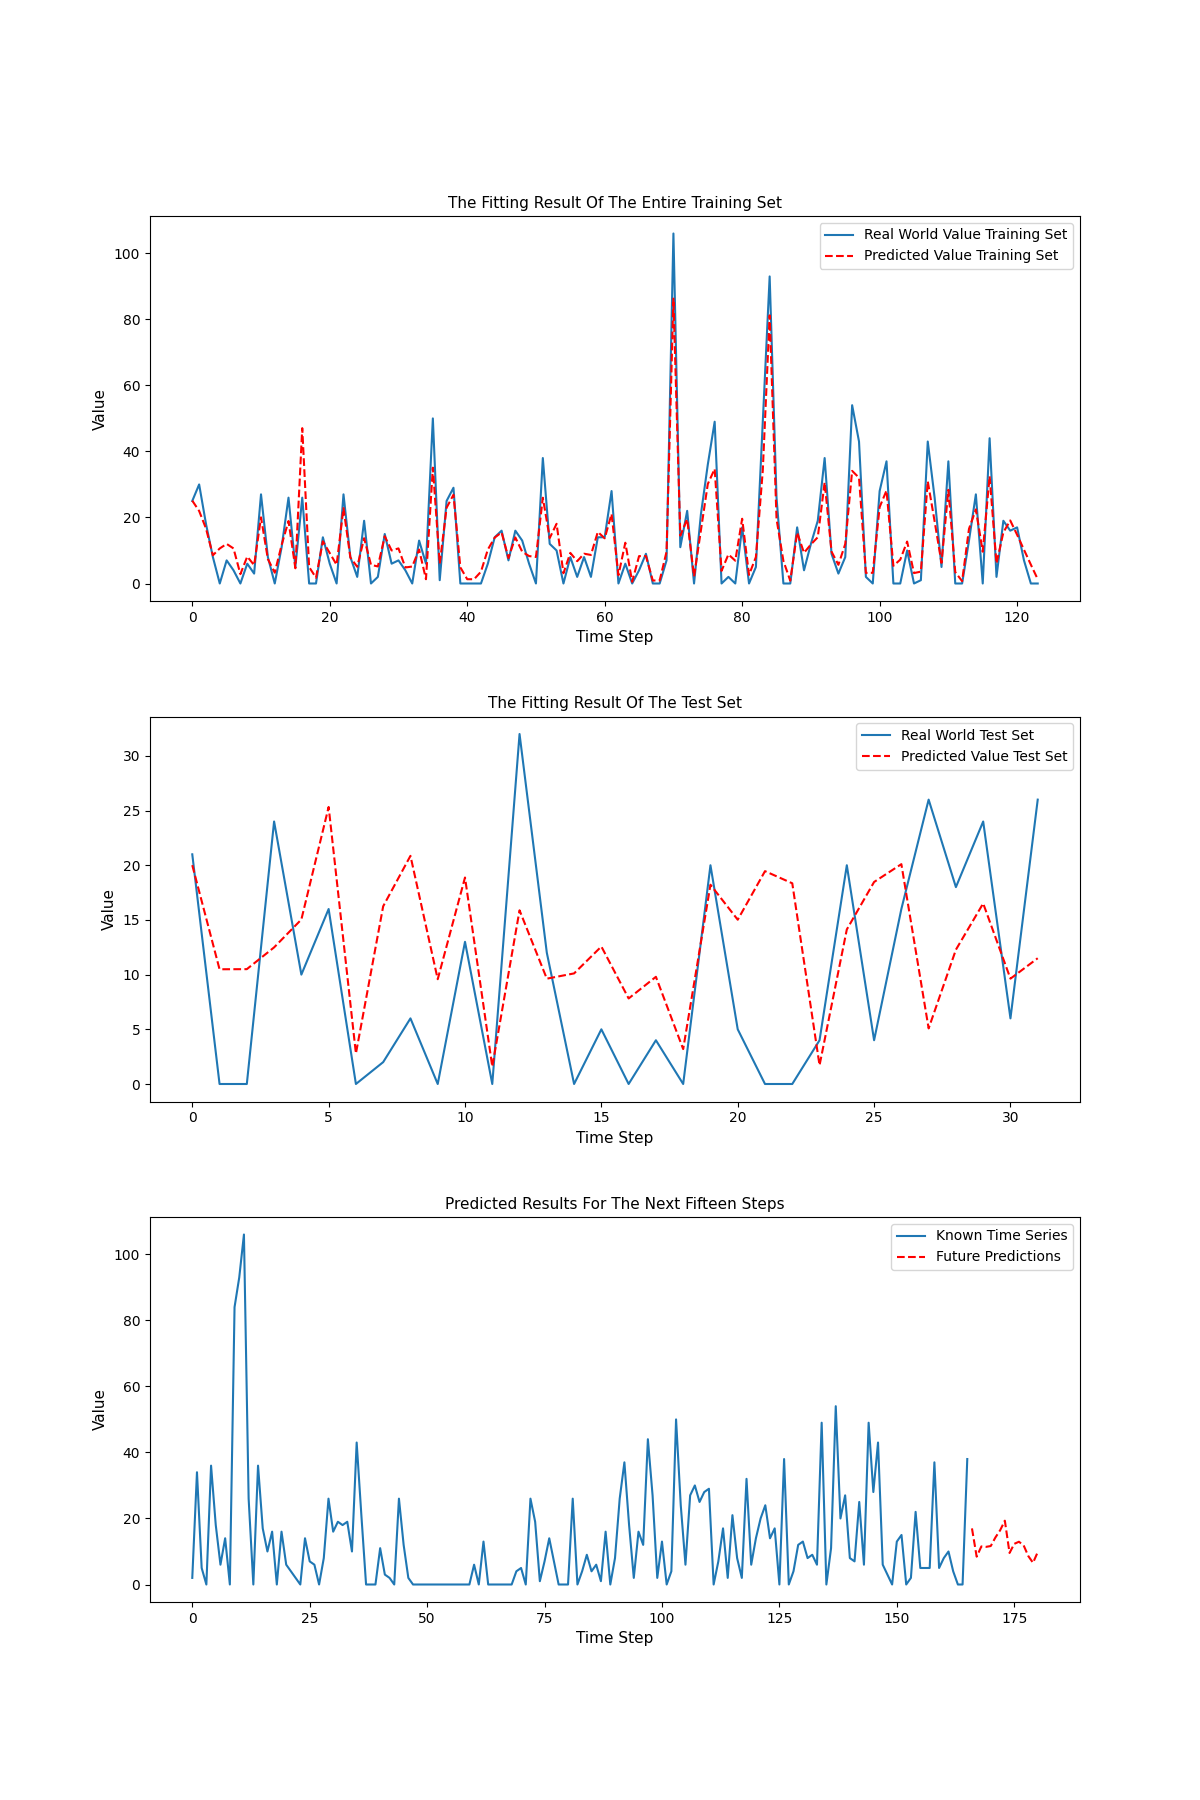 The Fitting Result Of The Entire Training Set
Real World Value Training Set
Predicted Value Training Set
Value
100
80
60
40
20
0
0 20 40 60 80 100 120
Time Step
The Fitting Result Of The Test Set
Real World Test Set
Predicted Value Test Set
Value
30
25
20
15
10
5
0
0 5 10 15 20 25 30
Time Step
Predicted Results For The Next Fifteen Steps
Known Time Series
Future Predictions
Value
100
80
60
40
20
0
0 25 50 75 100 125 150 175
Time Step